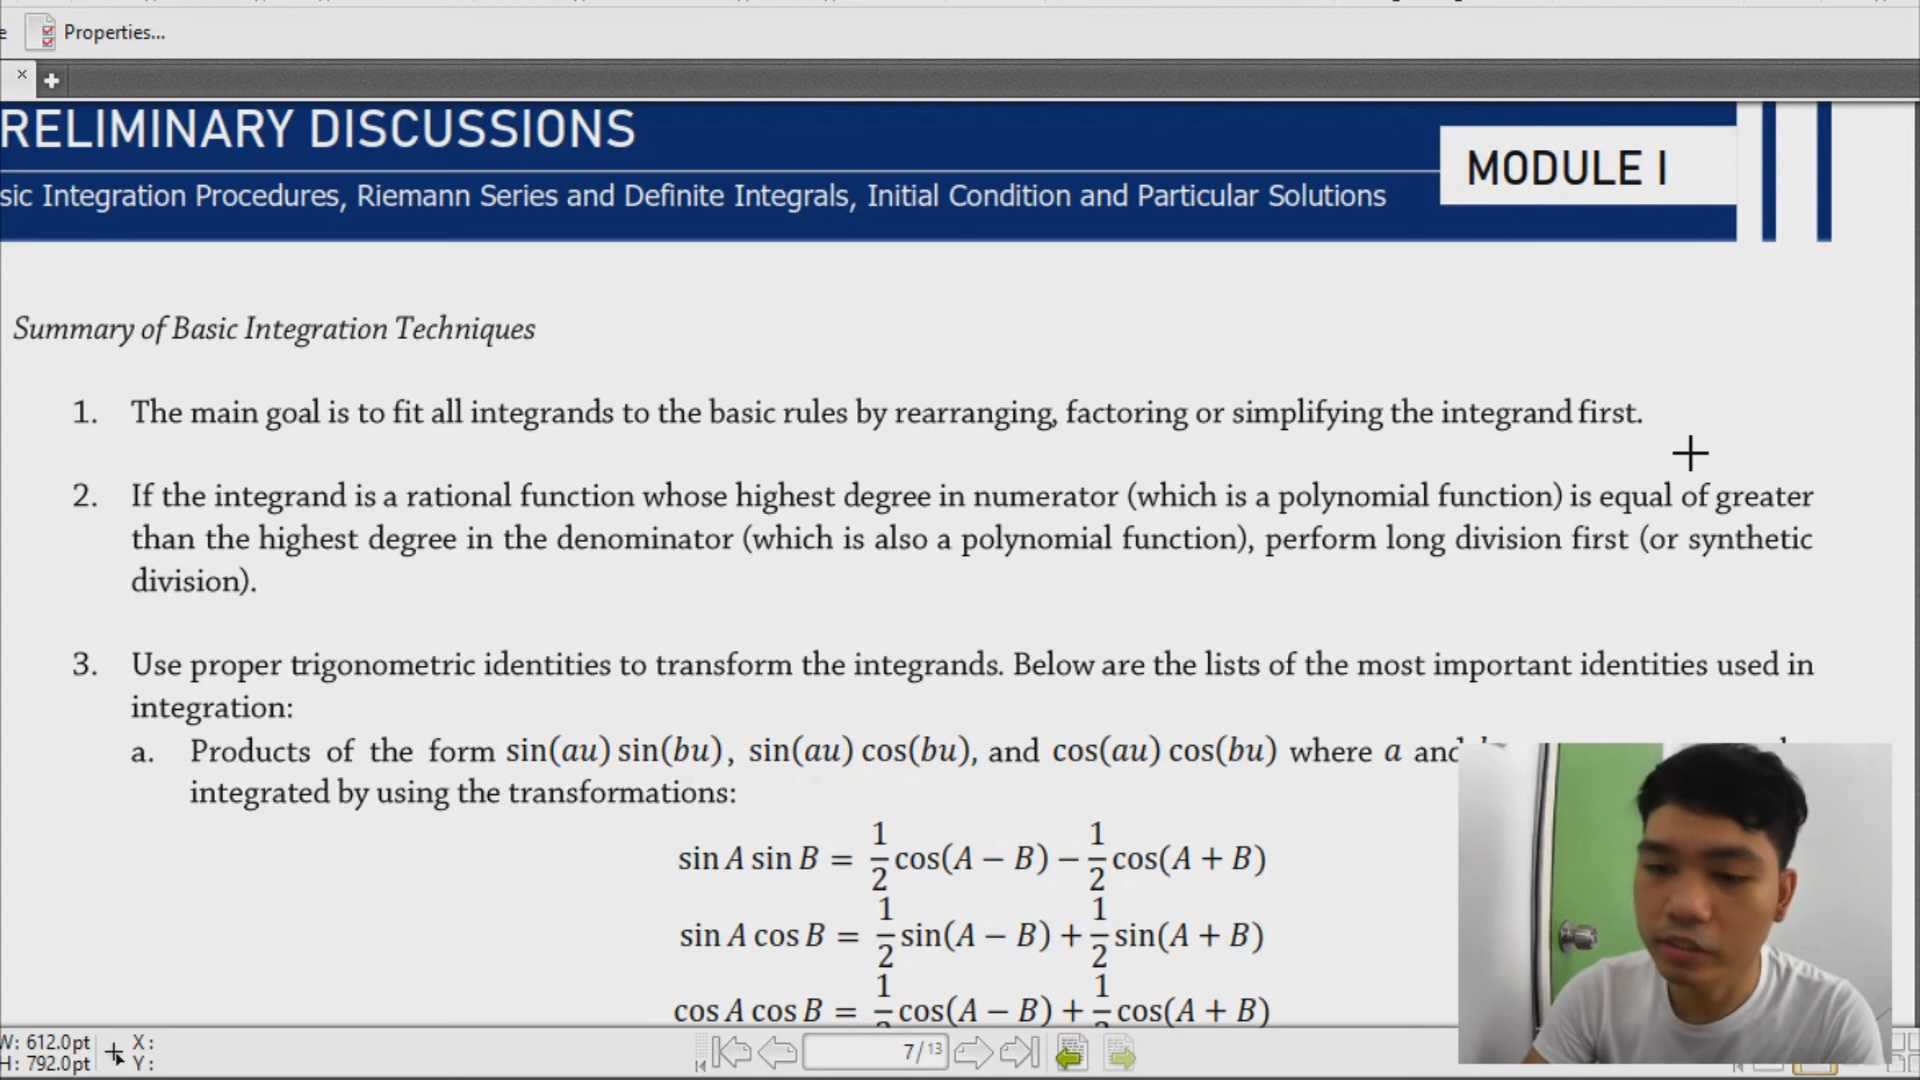 Properties...
RELIMINARY DISCUSSIONS
MODULE I
sic Integration Procedures, Riemann Series and Definite Integrals, Initial Condition and Particular Solutions
Summary of Basic Integration Techniques
1. The main goal is to fit all integrands to the basic rules by rearranging, factoring or simplifying the integrand first.
2. If the integrand is a rational function whose highest degree in numerator (which is a polynomial function) is equal of greater
than the highest degree in the denominator (which is also a polynomial function), perform long division first (or synthetic
division).
3. Use proper trigonometric identities to transform the integrands. Below are the lists of the most important identities used in
integration:
a. Products of the form sin(au) sin(bu), sin(au) cos(bu), and cos(au) cos(bu) where a and
integrated by using the transformations:
sin A sin B = 1/2 cos(A − B) − 1/2 cos(A + B)
sin A cos B = 1/2 sin(A − B) + 1/2 sin(A + B)
cos A cos B = 1/2 cos(A − B) + 1/2 cos(A + B)
W: 612.0pt X:
H: 792.0pt Y:
7/13